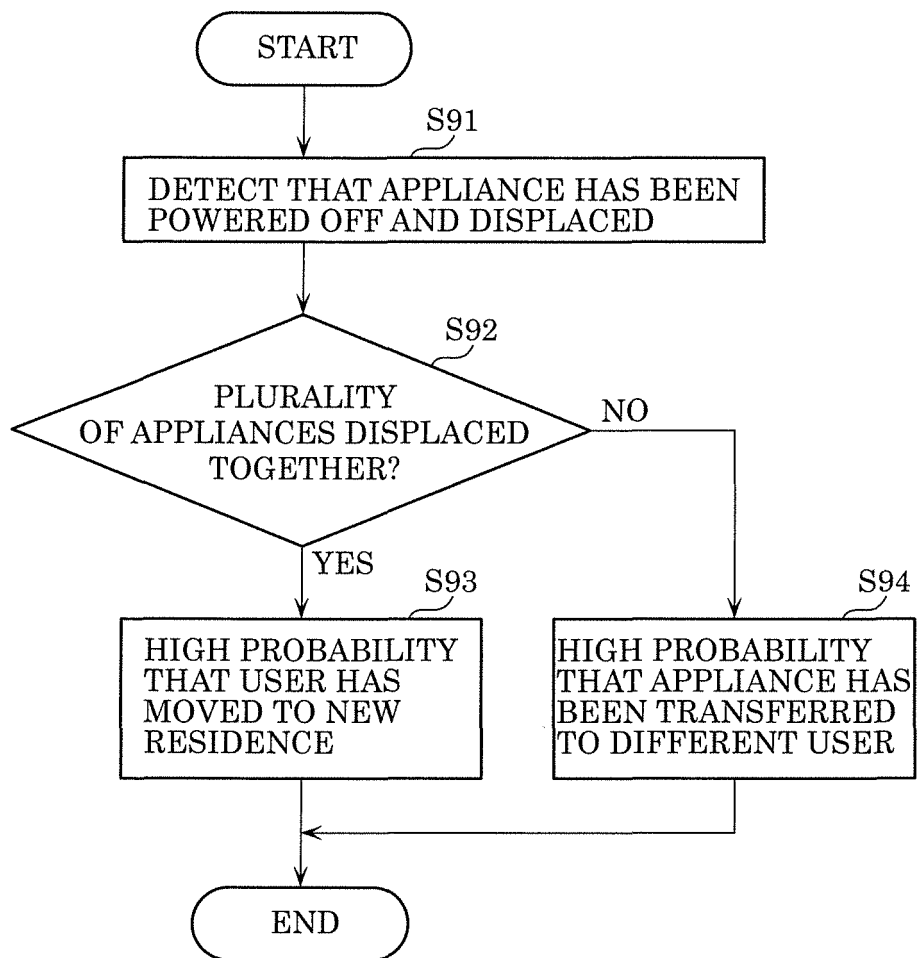 START
S91
DETECT THAT APPLIANCE HAS BEEN
POWERED OFF AND DISPLACED
S92
PLURALITY
OF APPLIANCES DISPLACED
TOGETHER?
NO
YES
S93
HIGH PROBABILITY
THAT USER HAS
MOVED TO NEW
RESIDENCE
S94
HIGH PROBABILITY
THAT APPLIANCE HAS
BEEN TRANSFERRED
TO DIFFERENT USER
END